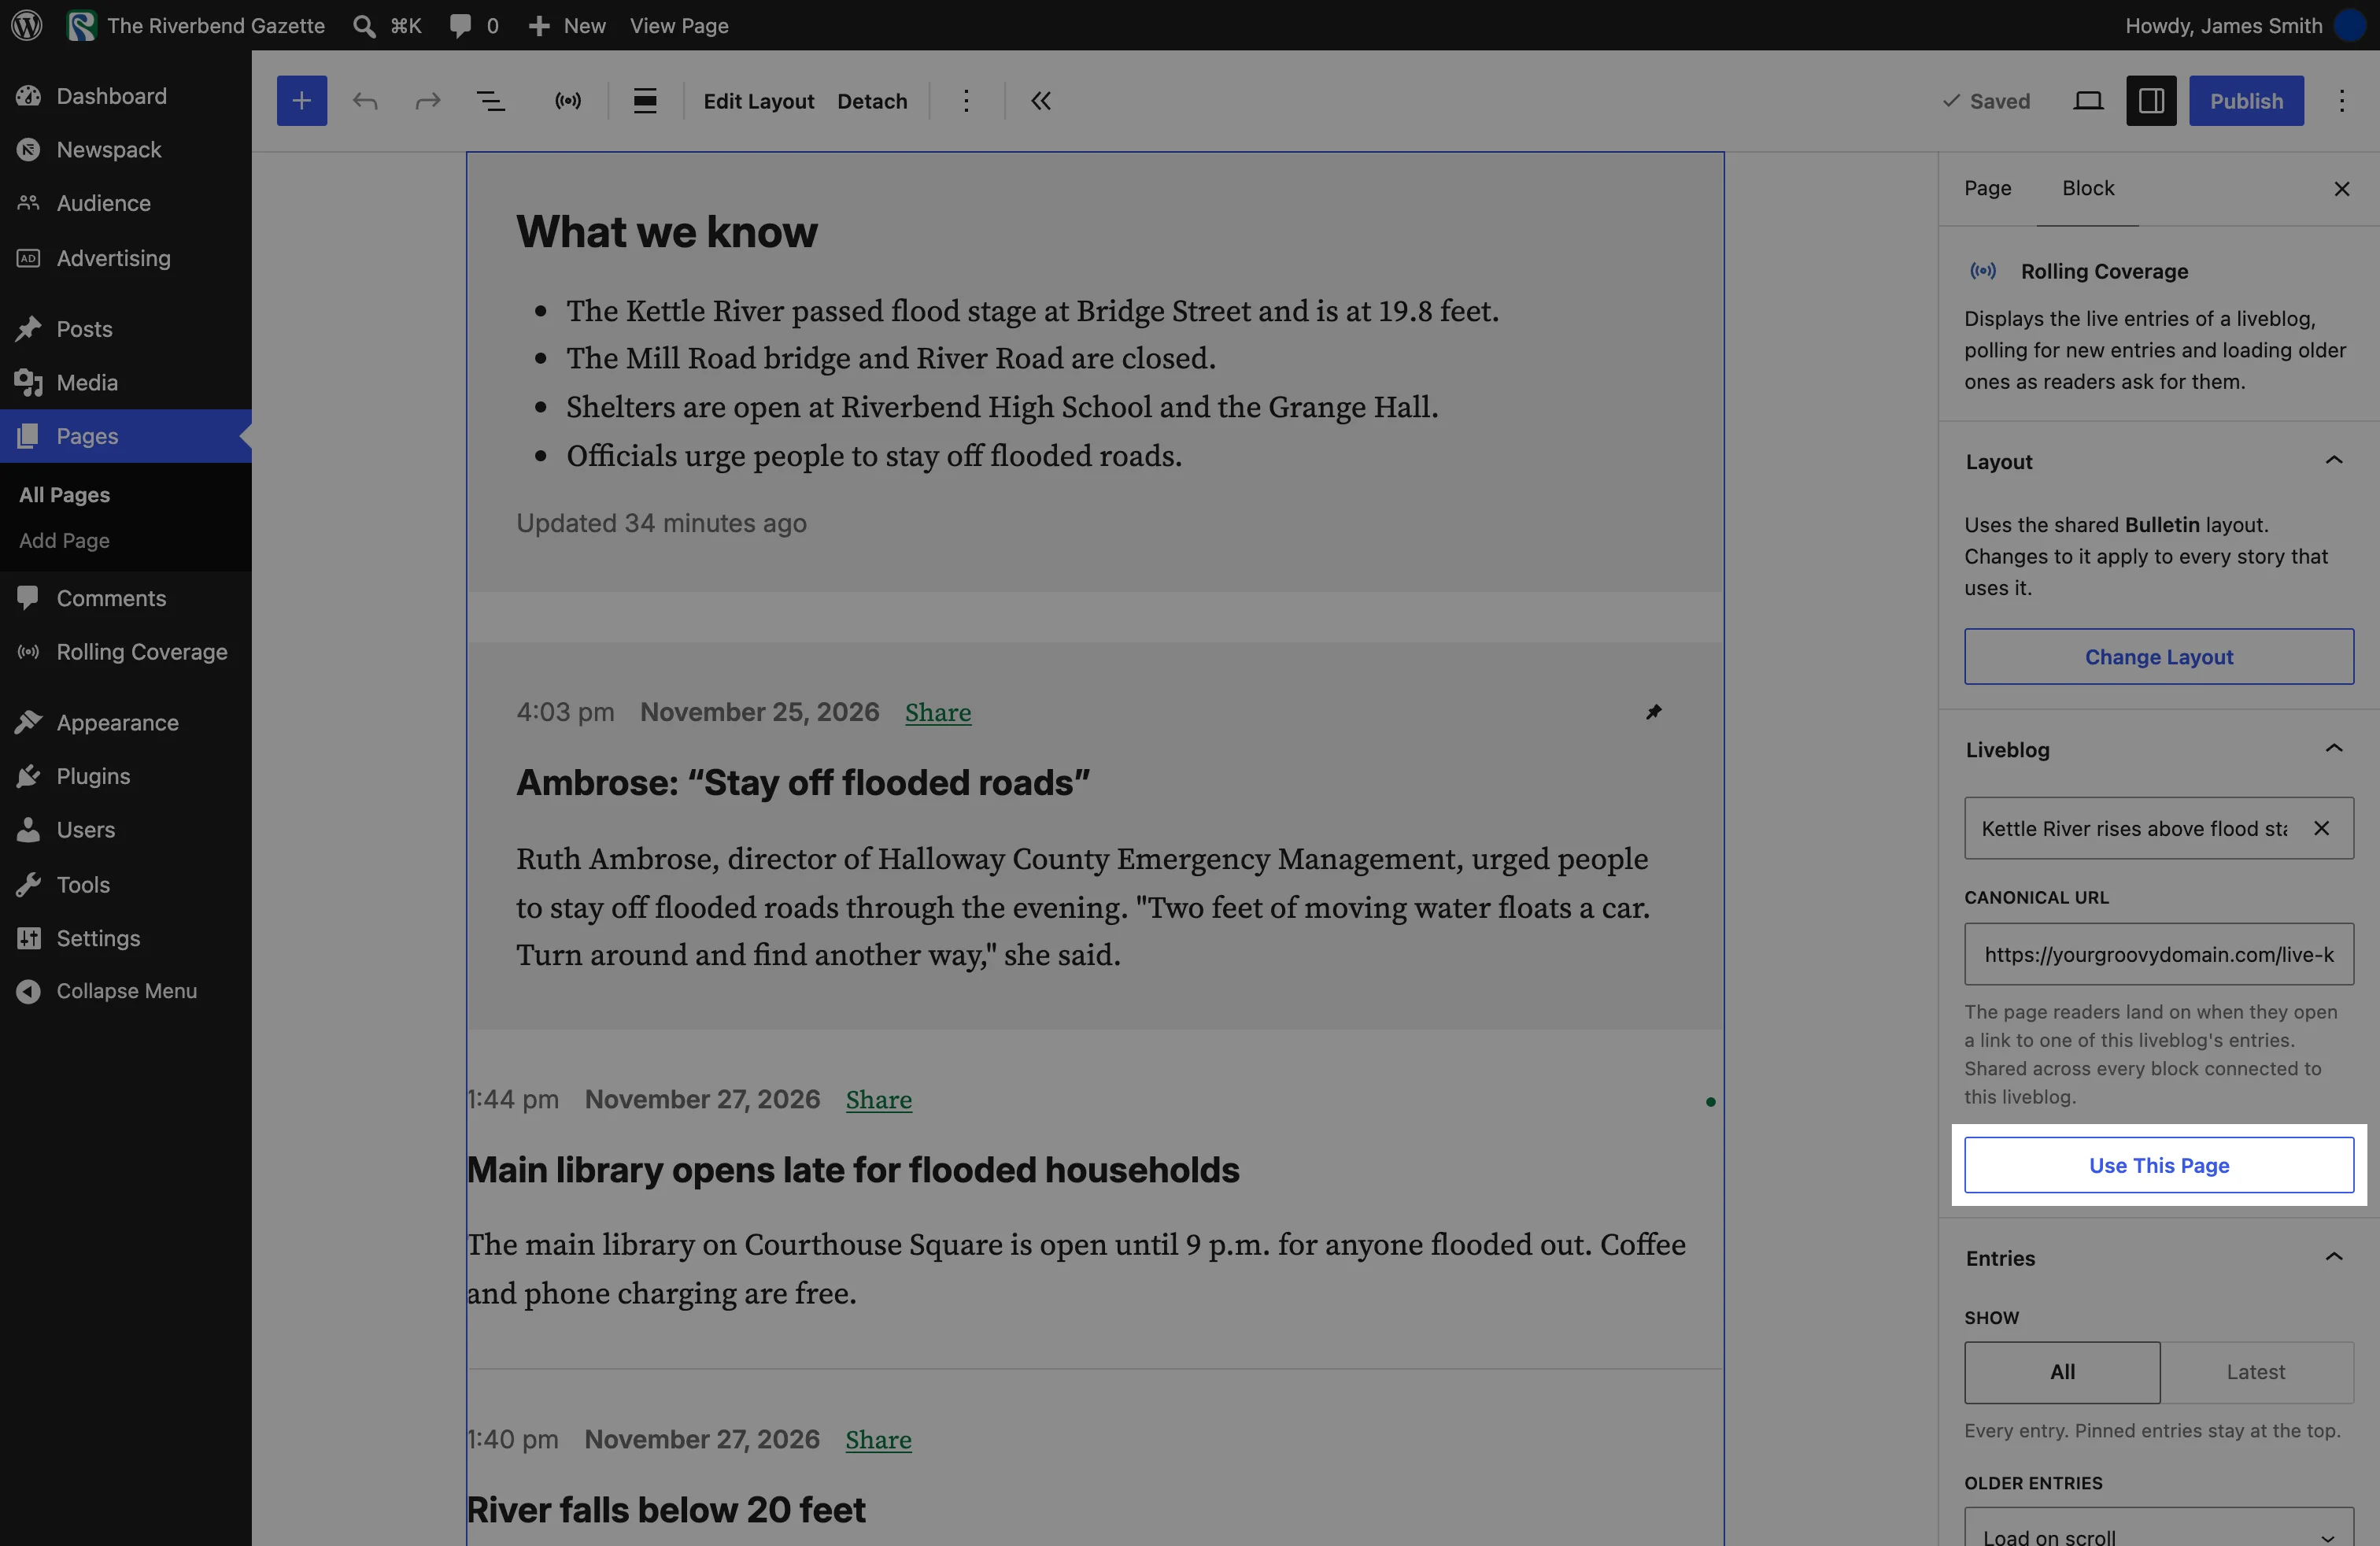 The Riverbend Gazette
⌘K
0
New
View Page
Howdy, James Smith
Dashboard
Newspack
Audience
AD
Advertising
Posts
Media
Pages
All Pages
Add Page
Comments
Rolling Coverage
Appearance
Plugins
Users
Tools
Settings
Collapse Menu
Edit Layout
Detach
Saved
Publish
What we know
• The Kettle River passed flood stage at Bridge Street and is at 19.8 feet.
• The Mill Road bridge and River Road are closed.
• Shelters are open at Riverbend High School and the Grange Hall.
• Officials urge people to stay off flooded roads.
Updated 34 minutes ago
4:03 pm November 25, 2026 Share
Ambrose: “Stay off flooded roads”
Ruth Ambrose, director of Halloway County Emergency Management, urged people
to stay off flooded roads through the evening. "Two feet of moving water floats a car.
Turn around and find another way," she said.
1:44 pm November 27, 2026 Share
Main library opens late for flooded households
The main library on Courthouse Square is open until 9 p.m. for anyone flooded out. Coffee
and phone charging are free.
1:40 pm November 27, 2026 Share
River falls below 20 feet
Page
Block
Rolling Coverage
Displays the live entries of a liveblog,
polling for new entries and loading older
ones as readers ask for them.
Layout
Uses the shared Bulletin layout.
Changes to it apply to every story that
uses it.
Change Layout
Liveblog
Kettle River rises above flood sta
CANONICAL URL
https://yourgroovydomain.com/live-k
The page readers land on when they open
a link to one of this liveblog's entries.
Shared across every block connected to
this liveblog.
Use This Page
Entries
SHOW
All
Latest
Every entry. Pinned entries stay at the top.
OLDER ENTRIES
Load on scroll